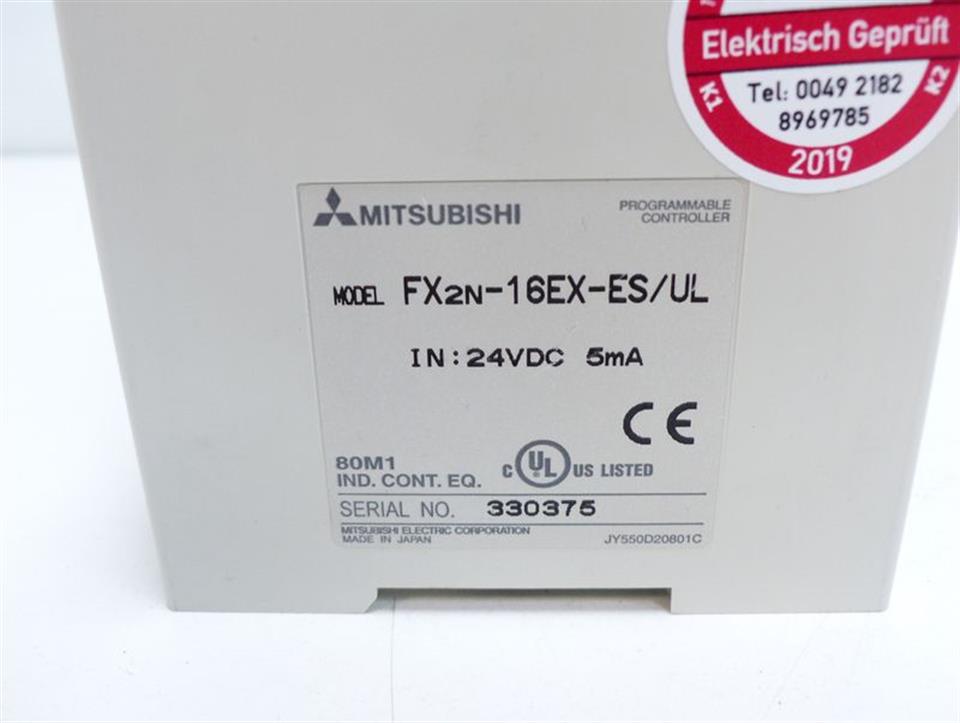 Elektrisch Geprüft
K1
Tel: 0049 2182
K2
8969785
2019
MITSUBISHI
PROGRAMMABLE
CONTROLLER
MODEL FX2N-16EX-ES/UL
IN:24VDC 5mA
CE
80M1
IND. CONT. EQ.
C UL US LISTED
SERIAL NO. 330375
MITSUBISHI ELECTRIC CORPORATION
MADE IN JAPAN
JY550D20801C